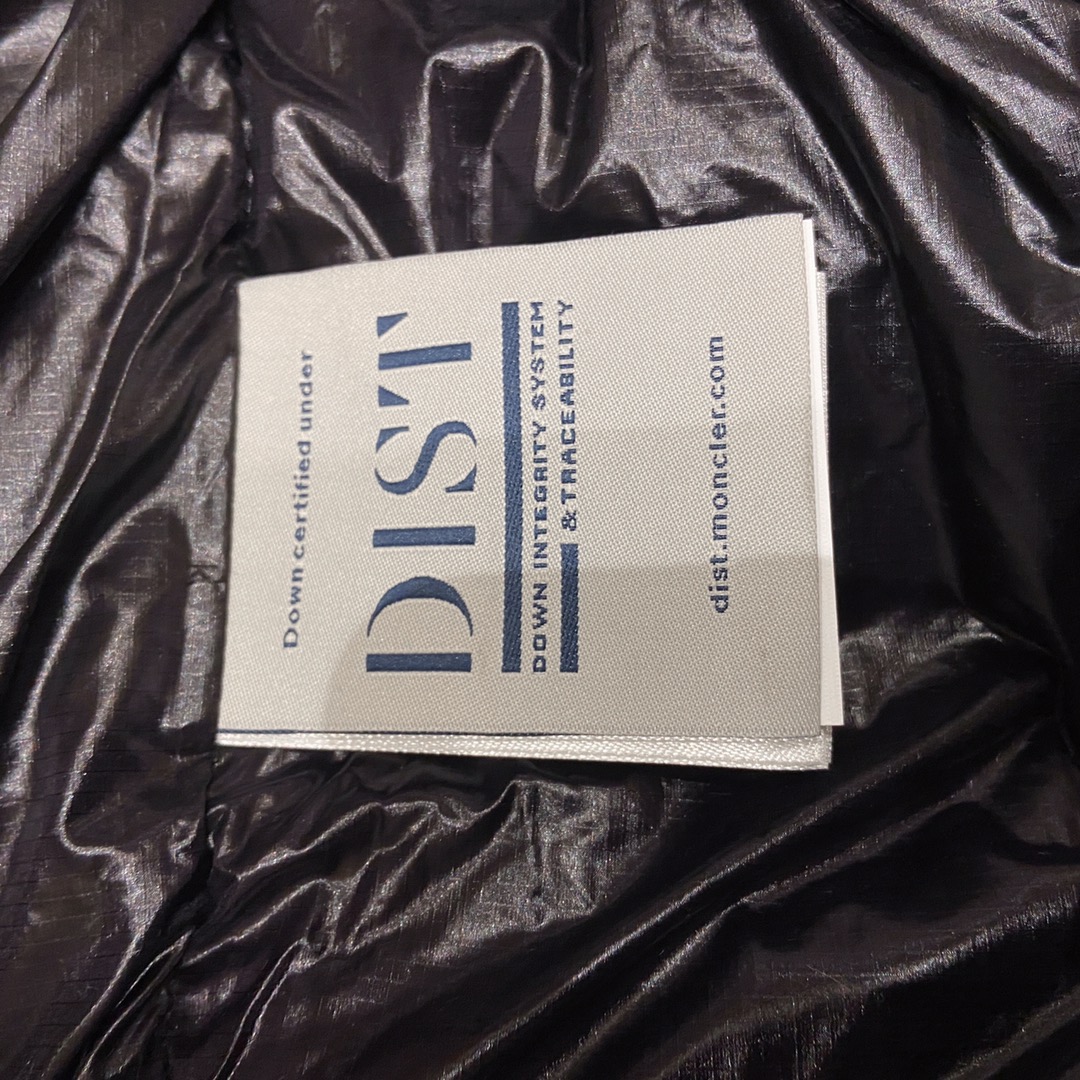 Down certified under
DIST
DOWN INTEGRITY SYSTEM
& TRACEABILITY
dist.moncler.com